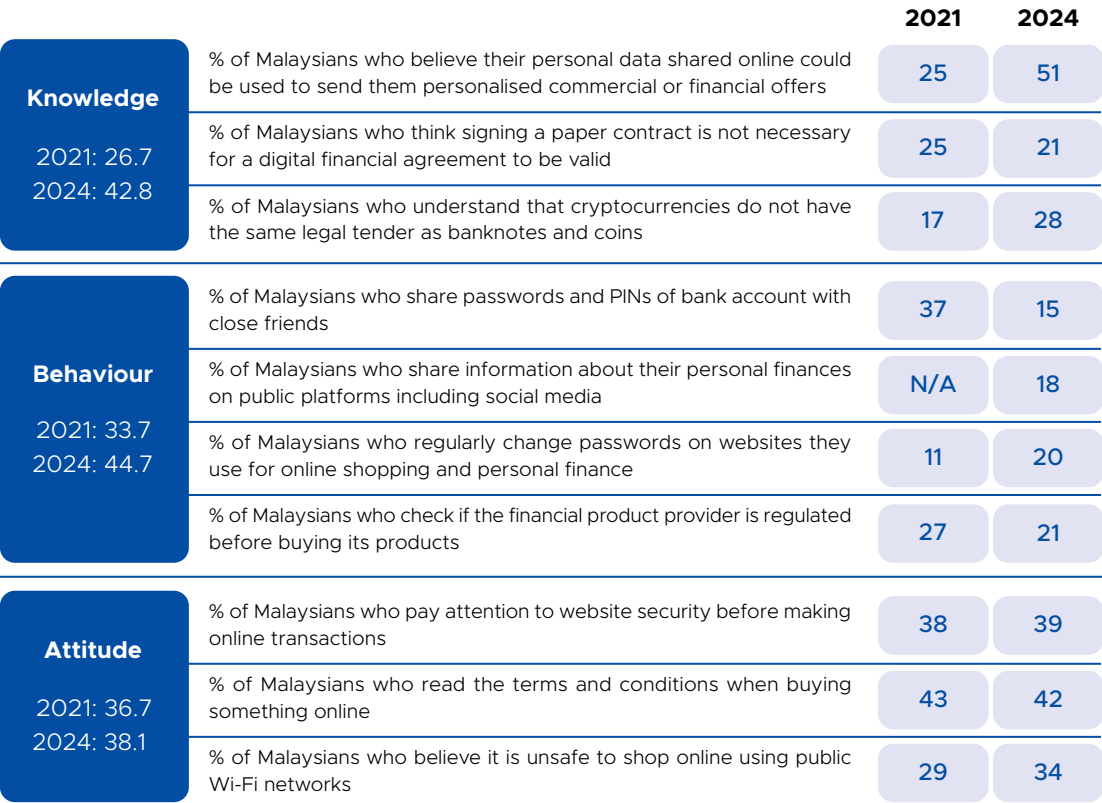 2021 2024
Knowledge
2021: 26.7
2024: 42.8
% of Malaysians who believe their personal data shared online could
be used to send them personalised commercial or financial offers
25 51
% of Malaysians who think signing a paper contract is not necessary
for a digital financial agreement to be valid
25 21
% of Malaysians who understand that cryptocurrencies do not have
the same legal tender as banknotes and coins
17 28
Behaviour
2021: 33.7
2024: 44.7
% of Malaysians who share passwords and PINs of bank account with
close friends
37 15
% of Malaysians who share information about their personal finances
on public platforms including social media
N/A 18
% of Malaysians who regularly change passwords on websites they
use for online shopping and personal finance
11 20
% of Malaysians who check if the financial product provider is regulated
before buying its products
27 21
Attitude
2021: 36.7
2024: 38.1
% of Malaysians who pay attention to website security before making
online transactions
38 39
% of Malaysians who read the terms and conditions when buying
something online
43 42
% of Malaysians who believe it is unsafe to shop online using public
Wi-Fi networks
29 34